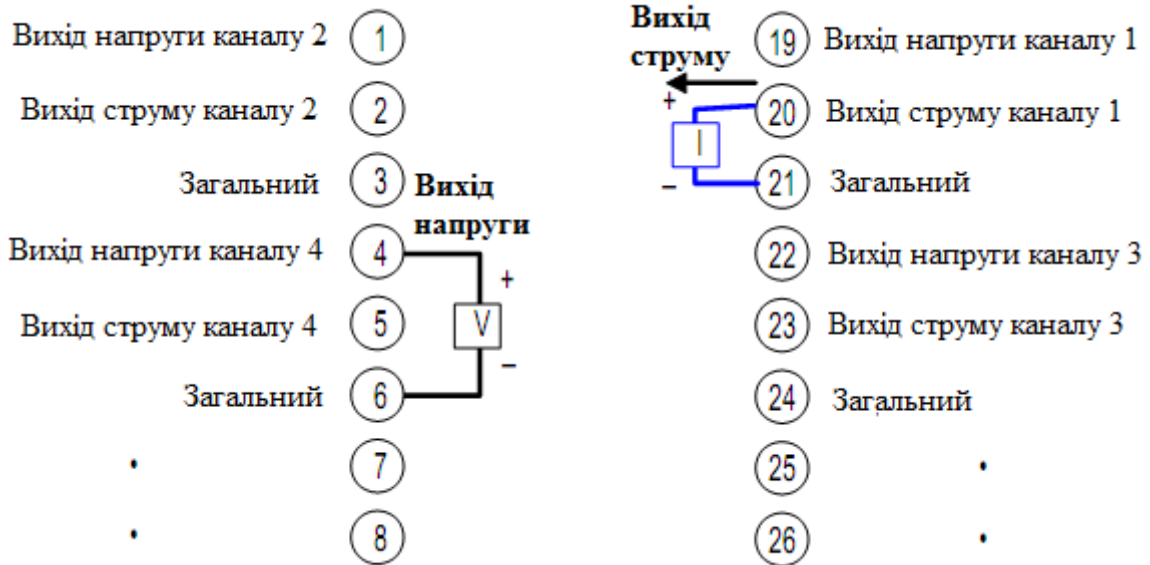 Вихід напруги каналу 2 1
Вихід струму каналу 2 2
Загальний 3 Вихід
напруги
Вихід напруги каналу 4 4
+
Вихід струму каналу 4 5 V
–
Загальний 6
• 7
• 8
Вихід
струму
19 Вихід напруги каналу 1
+
20 Вихід струму каналу 1
I
–
21 Загальний
22 Вихід напруги каналу 3
23 Вихід струму каналу 3
24 Загальний
25 •
26 •